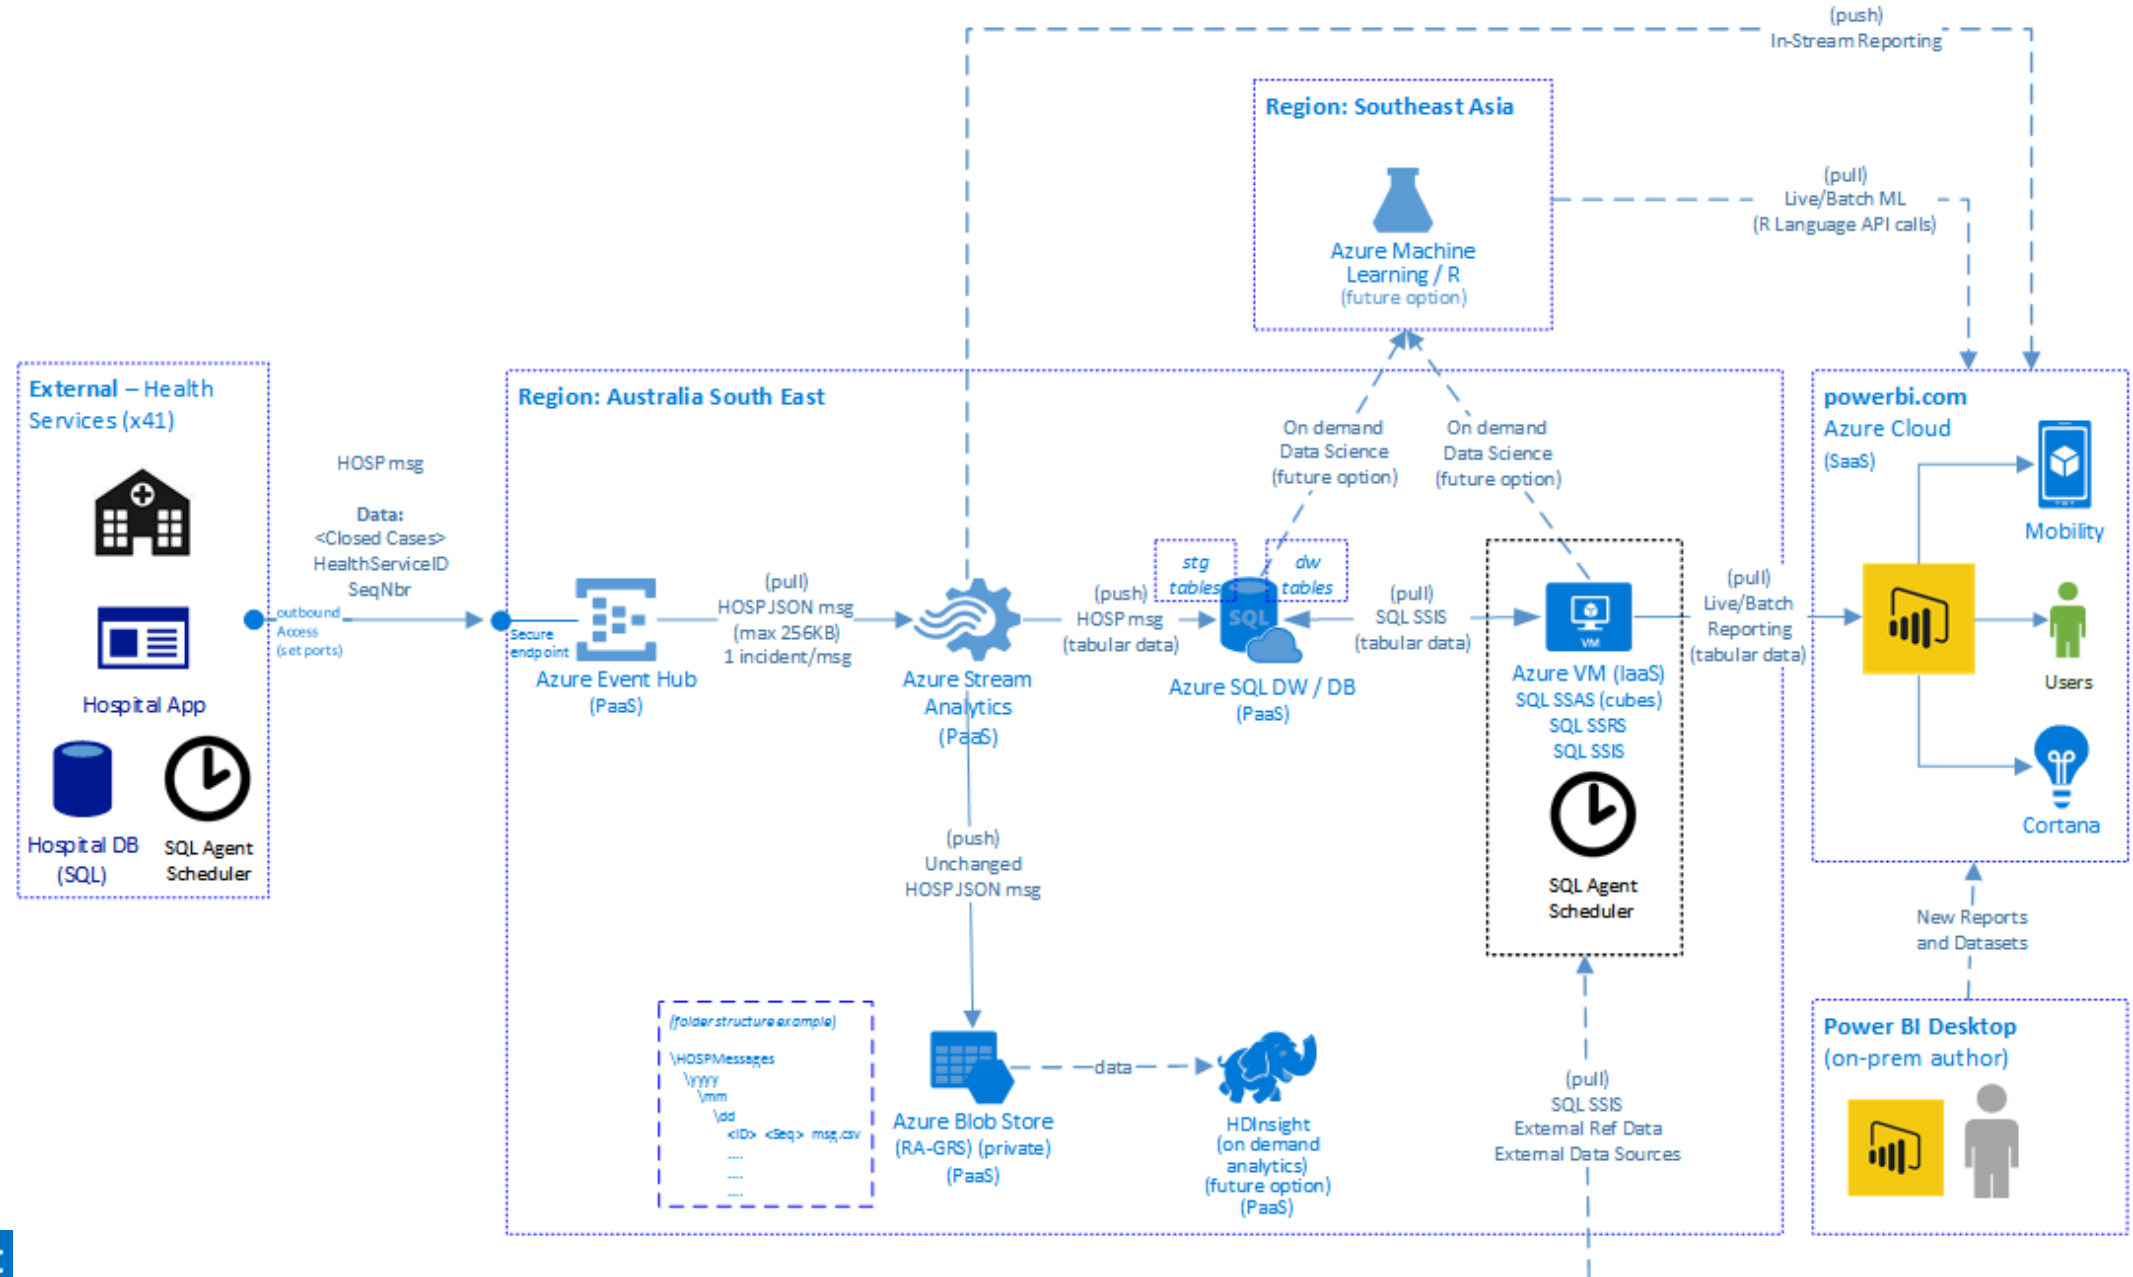 (push)
In-Stream Reporting
Region: Southeast Asia
Azure Machine
Learning / R
(future option)
(pull)
Live/Batch ML
(R Language API calls)
External – Health
Services (x41)
Hospital App
Hospital DB
(SQL)
SQL Agent
Scheduler
HOSP msg
Data:
<Closed Cases>
HealthServiceID
SeqNbr
outbound
Access
(set ports)
Region: Australia South East
Secure
endpoint
Azure Event Hub
(PaaS)
(pull)
HOSP JSON msg
(max 256KB)
1 incident/msg
Azure Stream
Analytics
(PaaS)
(push)
HOSP msg
(tabular data)
stg
tables
dw
tables
SQL
Azure SQL DW / DB
(PaaS)
On demand
Data Science
(future option)
On demand
Data Science
(future option)
(pull)
SQL SSIS
(tabular data)
VM
Azure VM (IaaS)
SQL SSAS (cubes)
SQL SSRS
SQL SSIS
SQL Agent
Scheduler
(pull)
Live/Batch
Reporting
(tabular data)
powerbi.com
Azure Cloud
(SaaS)
Mobility
Users
Cortana
New Reports
and Datasets
Power BI Desktop
(on-prem author)
(push)
Unchanged
HOSP JSON msg
(folder structure example)
\HOSPMessages
\yyyy
\mm
\dd
<ID> <Seq> msg.csv
....
....
....
Azure Blob Store
(RA-GRS) (private)
(PaaS)
data
HDInsight
(on demand
analytics)
(future option)
(PaaS)
(pull)
SQL SSIS
External Ref Data
External Data Sources